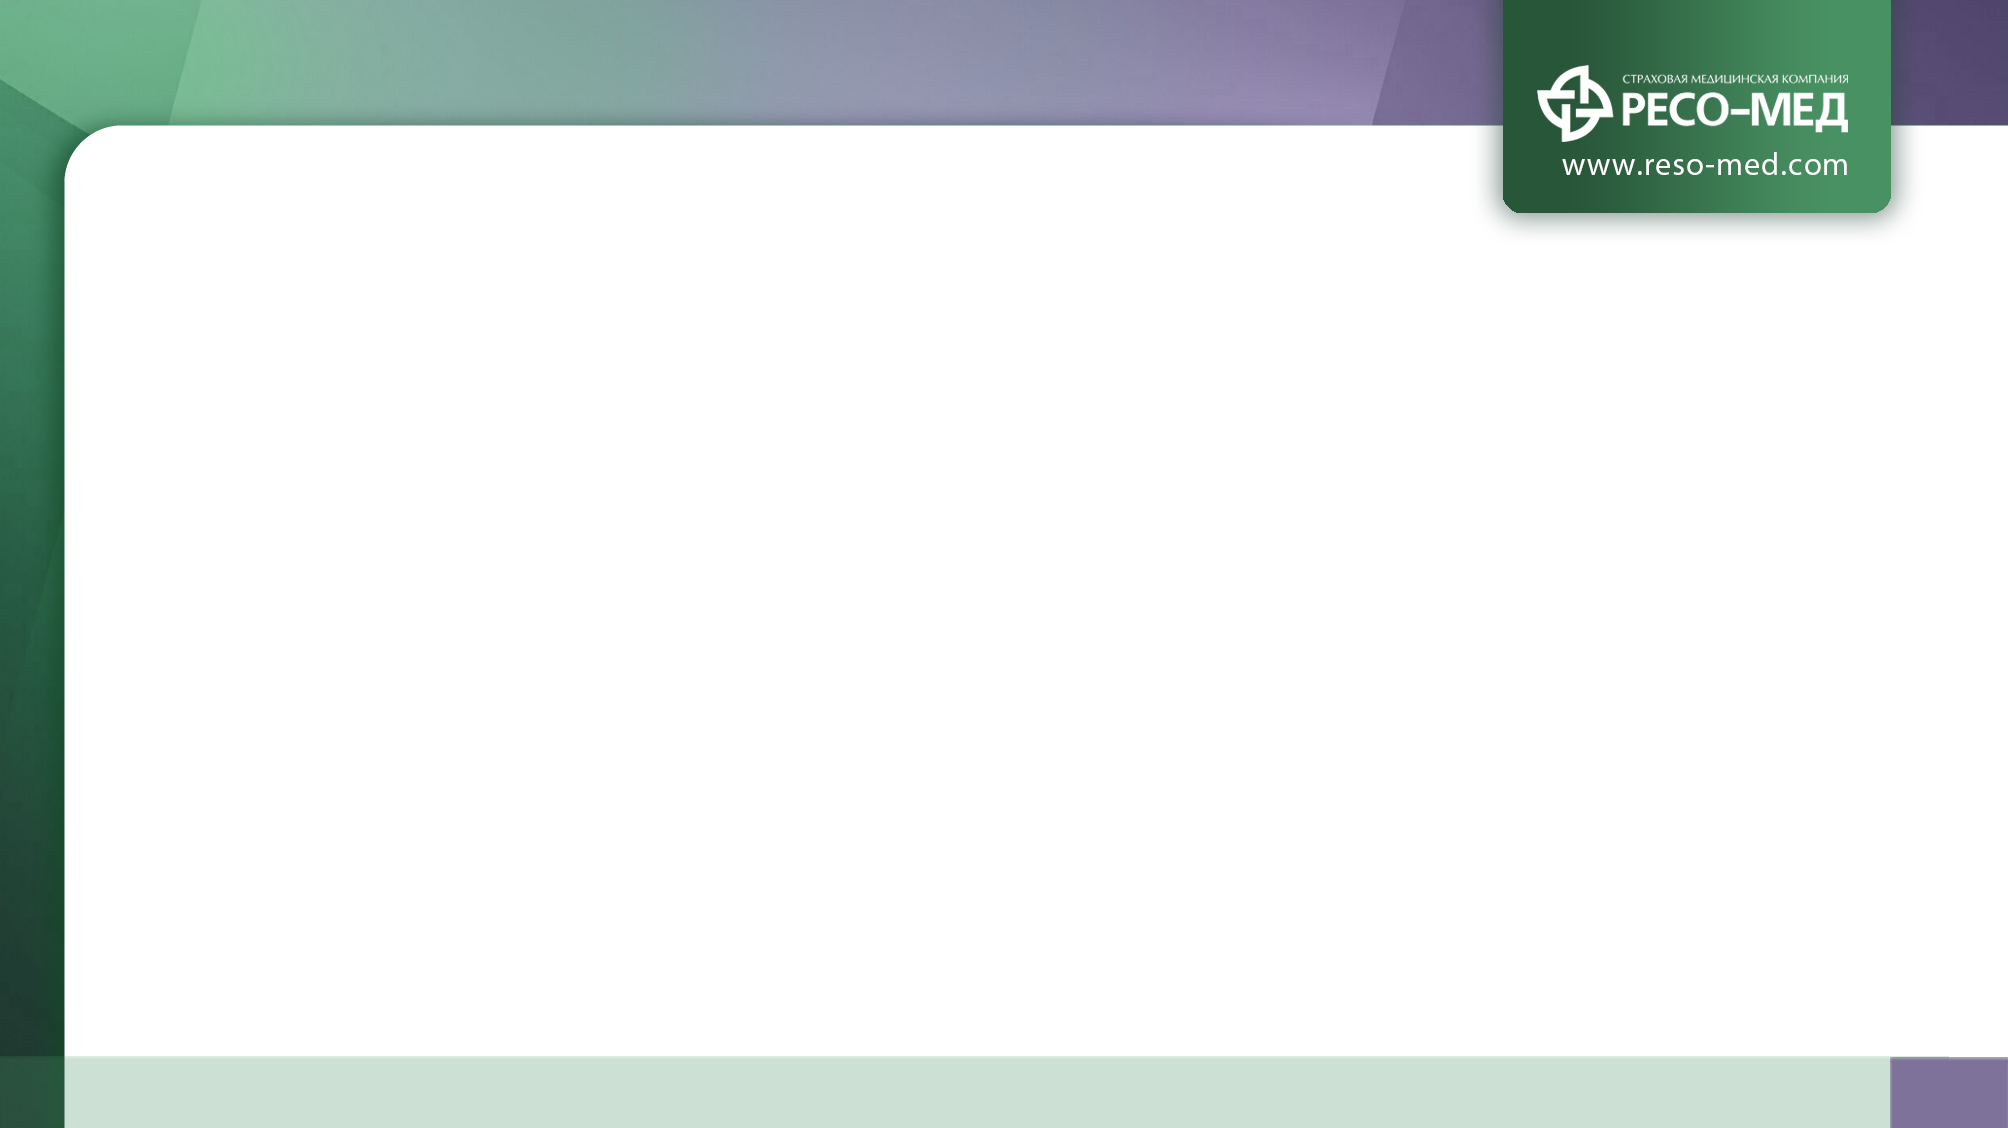 СТРАХОВАЯ МЕДИЦИНСКАЯ КОМПАНИЯ
РЕСО-МЕД
www.reso-med.com